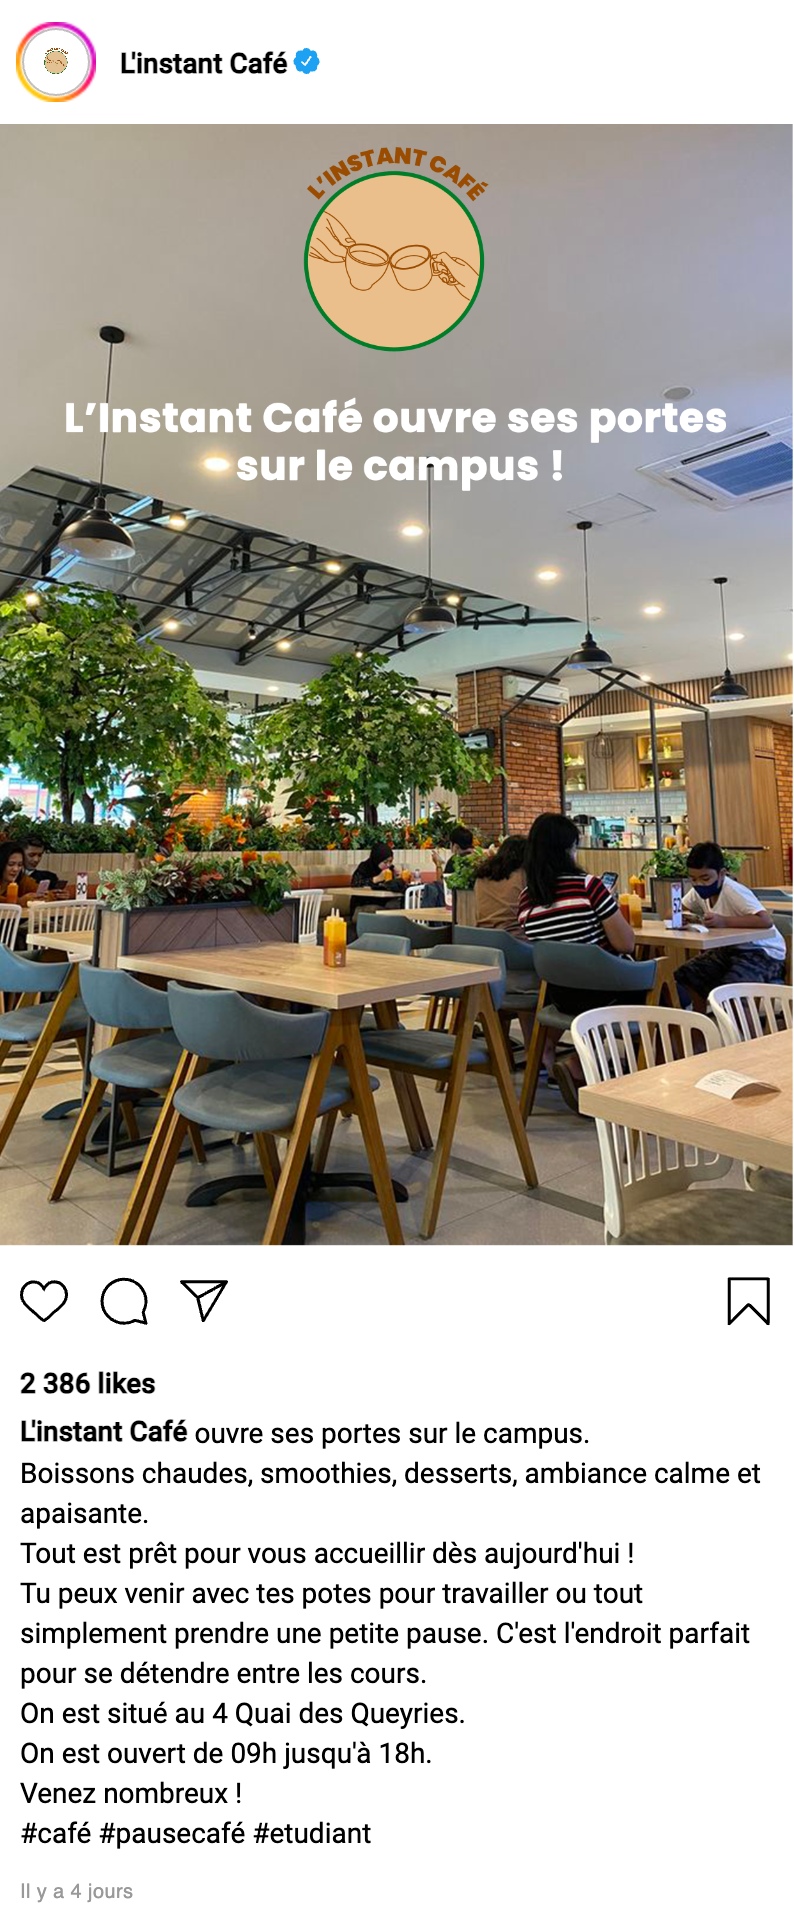 L'instant Café
L'INSTANT CAFÉ
L'Instant Café ouvre ses portes
sur le campus !
2 386 likes
L'instant Café ouvre ses portes sur le campus.
Boissons chaudes, smoothies, desserts, ambiance calme et
apaisante.
Tout est prêt pour vous accueillir dès aujourd'hui !
Tu peux venir avec tes potes pour travailler ou tout
simplement prendre une petite pause. C'est l'endroit parfait
pour se détendre entre les cours.
On est situé au 4 Quai des Queyries.
On est ouvert de 09h jusqu'à 18h.
Venez nombreux !
#café #pausecafé #etudiant
Il y a 4 jours